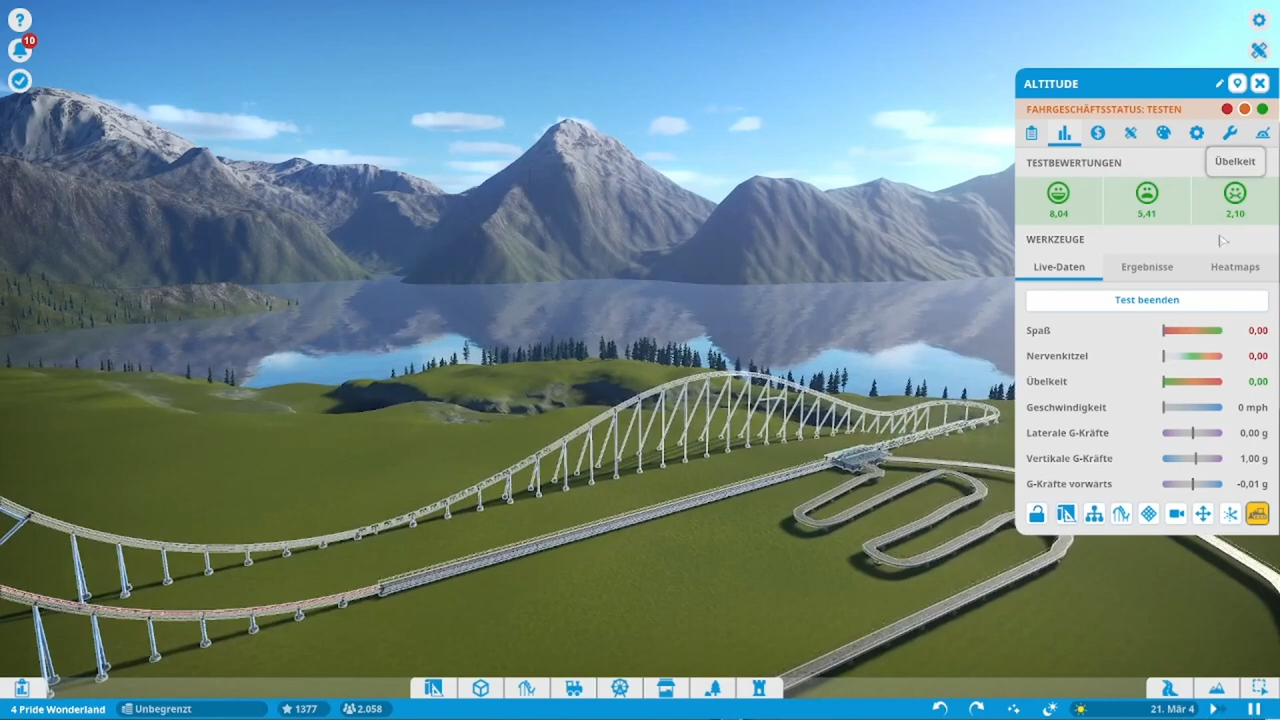 ?
10
ALTITUDE
FAHRGESCHÄFTSSTATUS: TESTEN
TESTBEWERTUNGEN
Übelkeit
8,04 5,41 2,10
WERKZEUGE
Live-Daten Ergebnisse Heatmaps
Test beenden
Spaß 0,00
Nervenkitzel 0,00
Übelkeit 0,00
Geschwindigkeit 0 mph
Laterale G-Kräfte 0,00 g
Vertikale G-Kräfte 1,00 g
G-Kräfte vorwärts -0,01 g
4 Pride Wonderland Unbegrenzt 1377 2.058 21. Mär 4